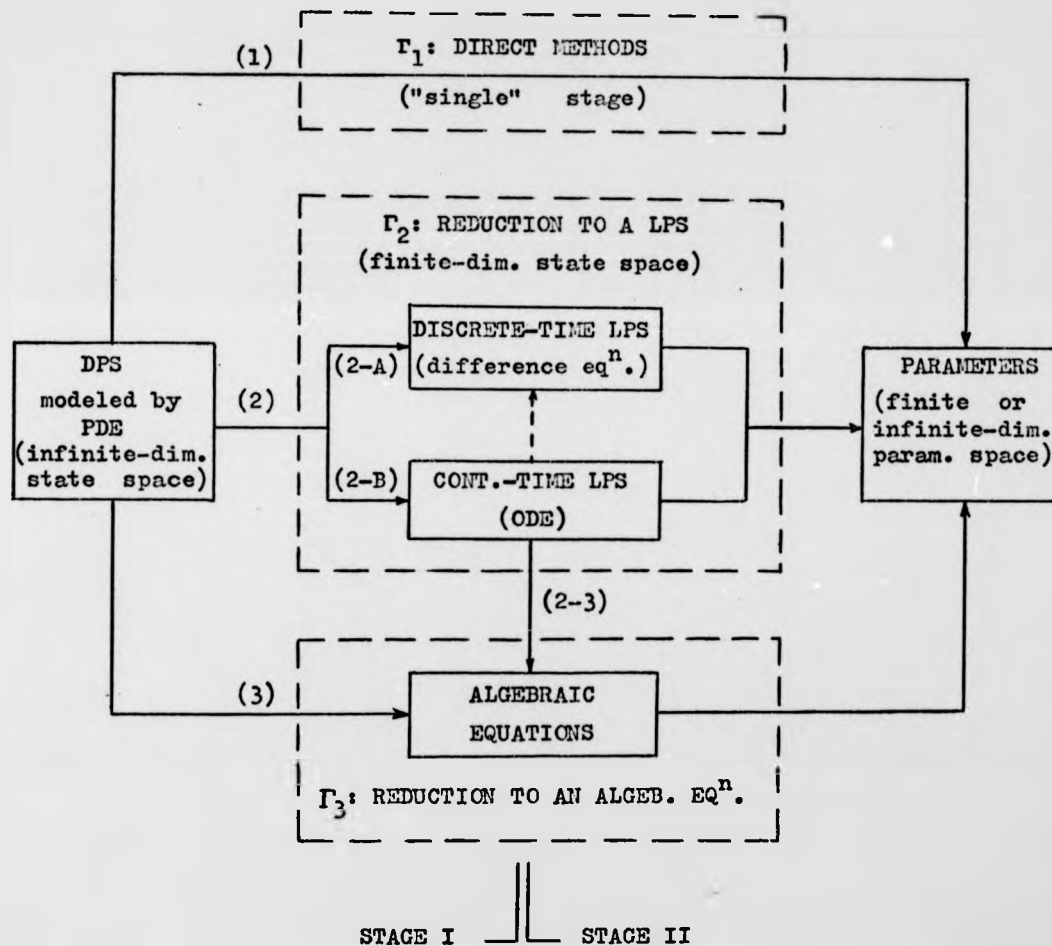 (1)
Γ₁: DIRECT METHODS
("single" stage)
Γ₂: REDUCTION TO A LPS
(finite-dim. state space)
DPS
modeled by
PDE
(infinite-dim.
state space)
(2)
(2-A)
DISCRETE-TIME LPS
(difference eqⁿ.)
(2-B)
CONT.-TIME LPS
(ODE)
PARAMETERS
(finite or
infinite-dim.
param. space)
(2-3)
(3)
ALGEBRAIC
EQUATIONS
Γ₃: REDUCTION TO AN ALGEB. EQⁿ.
STAGE I
STAGE II